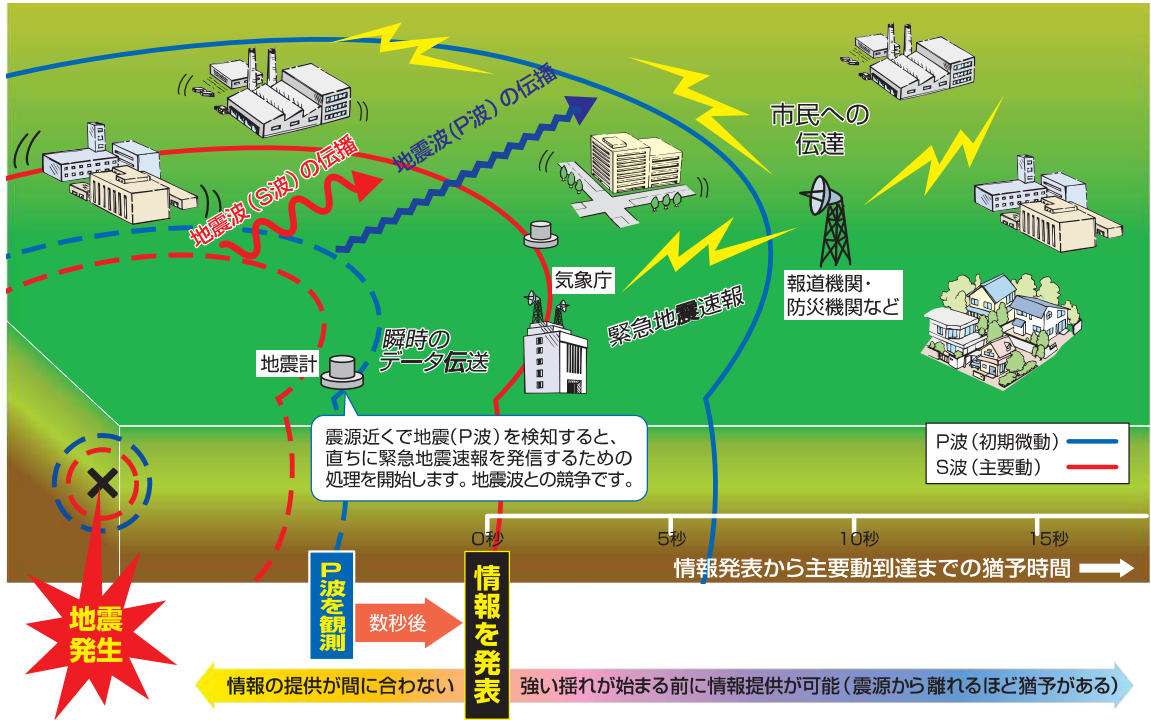 地震波(P波)の伝播
地震波(S波)の伝播
市民への
伝達
気象庁
報道機関・
防災機関など
緊急地震速報
瞬時の
データ伝送
地震計
震源近くで地震(P波)を検知すると、
直ちに緊急地震速報を発信するための
処理を開始します。地震波との競争です。
P波(初期微動)
S波(主要動)
0秒
5秒
10秒
15秒
情報発表から主要動到達までの猶予時間
地震
発生
P波を観測
数秒後
情報を発表
情報の提供が間に合わない
強い揺れが始まる前に情報提供が可能(震源から離れるほど猶予がある)